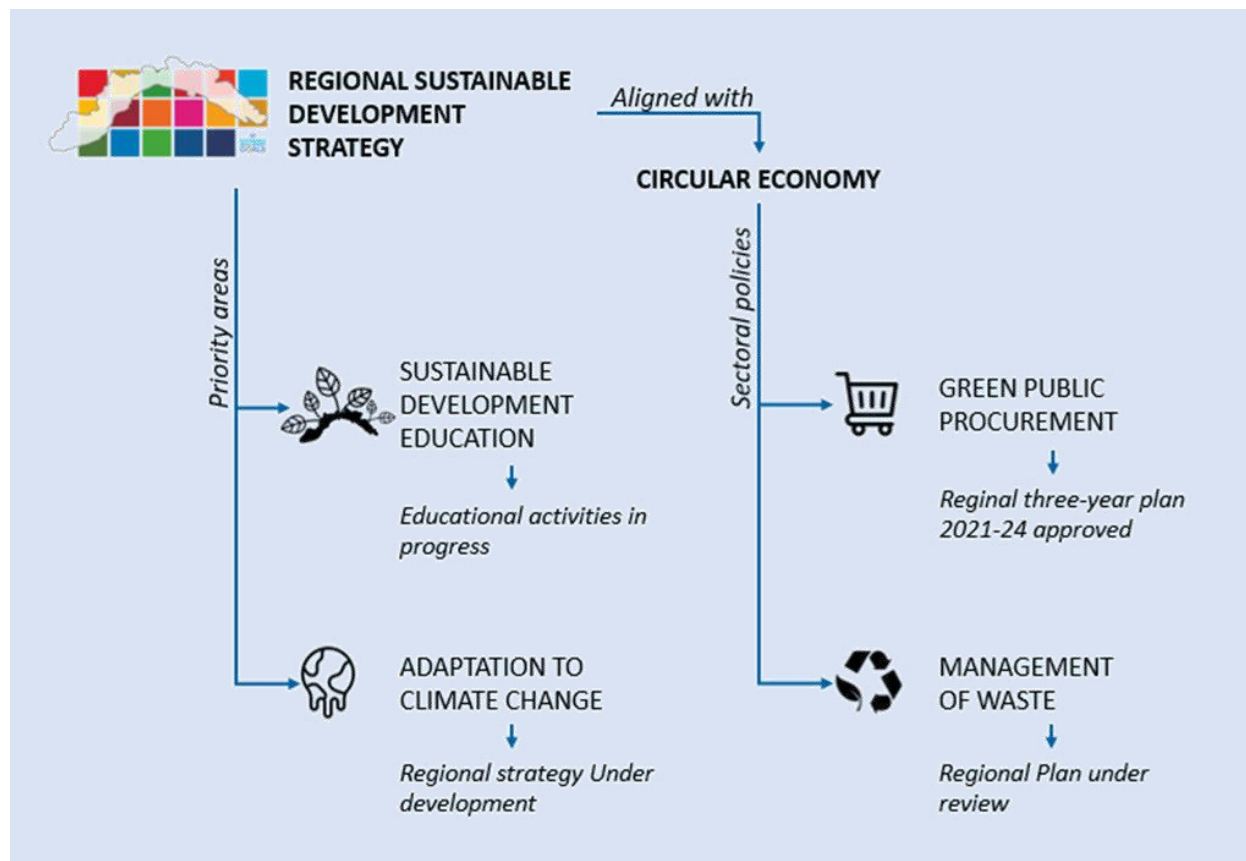 REGIONAL SUSTAINABLE
DEVELOPMENT
STRATEGY
Aligned with
CIRCULAR ECONOMY
Priority areas
SUSTAINABLE
DEVELOPMENT
EDUCATION
Educational activities in
progress
ADAPTATION TO
CLIMATE CHANGE
Regional strategy Under
development
Sectoral policies
GREEN PUBLIC
PROCUREMENT
Reginal three-year plan
2021-24 approved
MANAGEMENT
OF WASTE
Regional Plan under
review